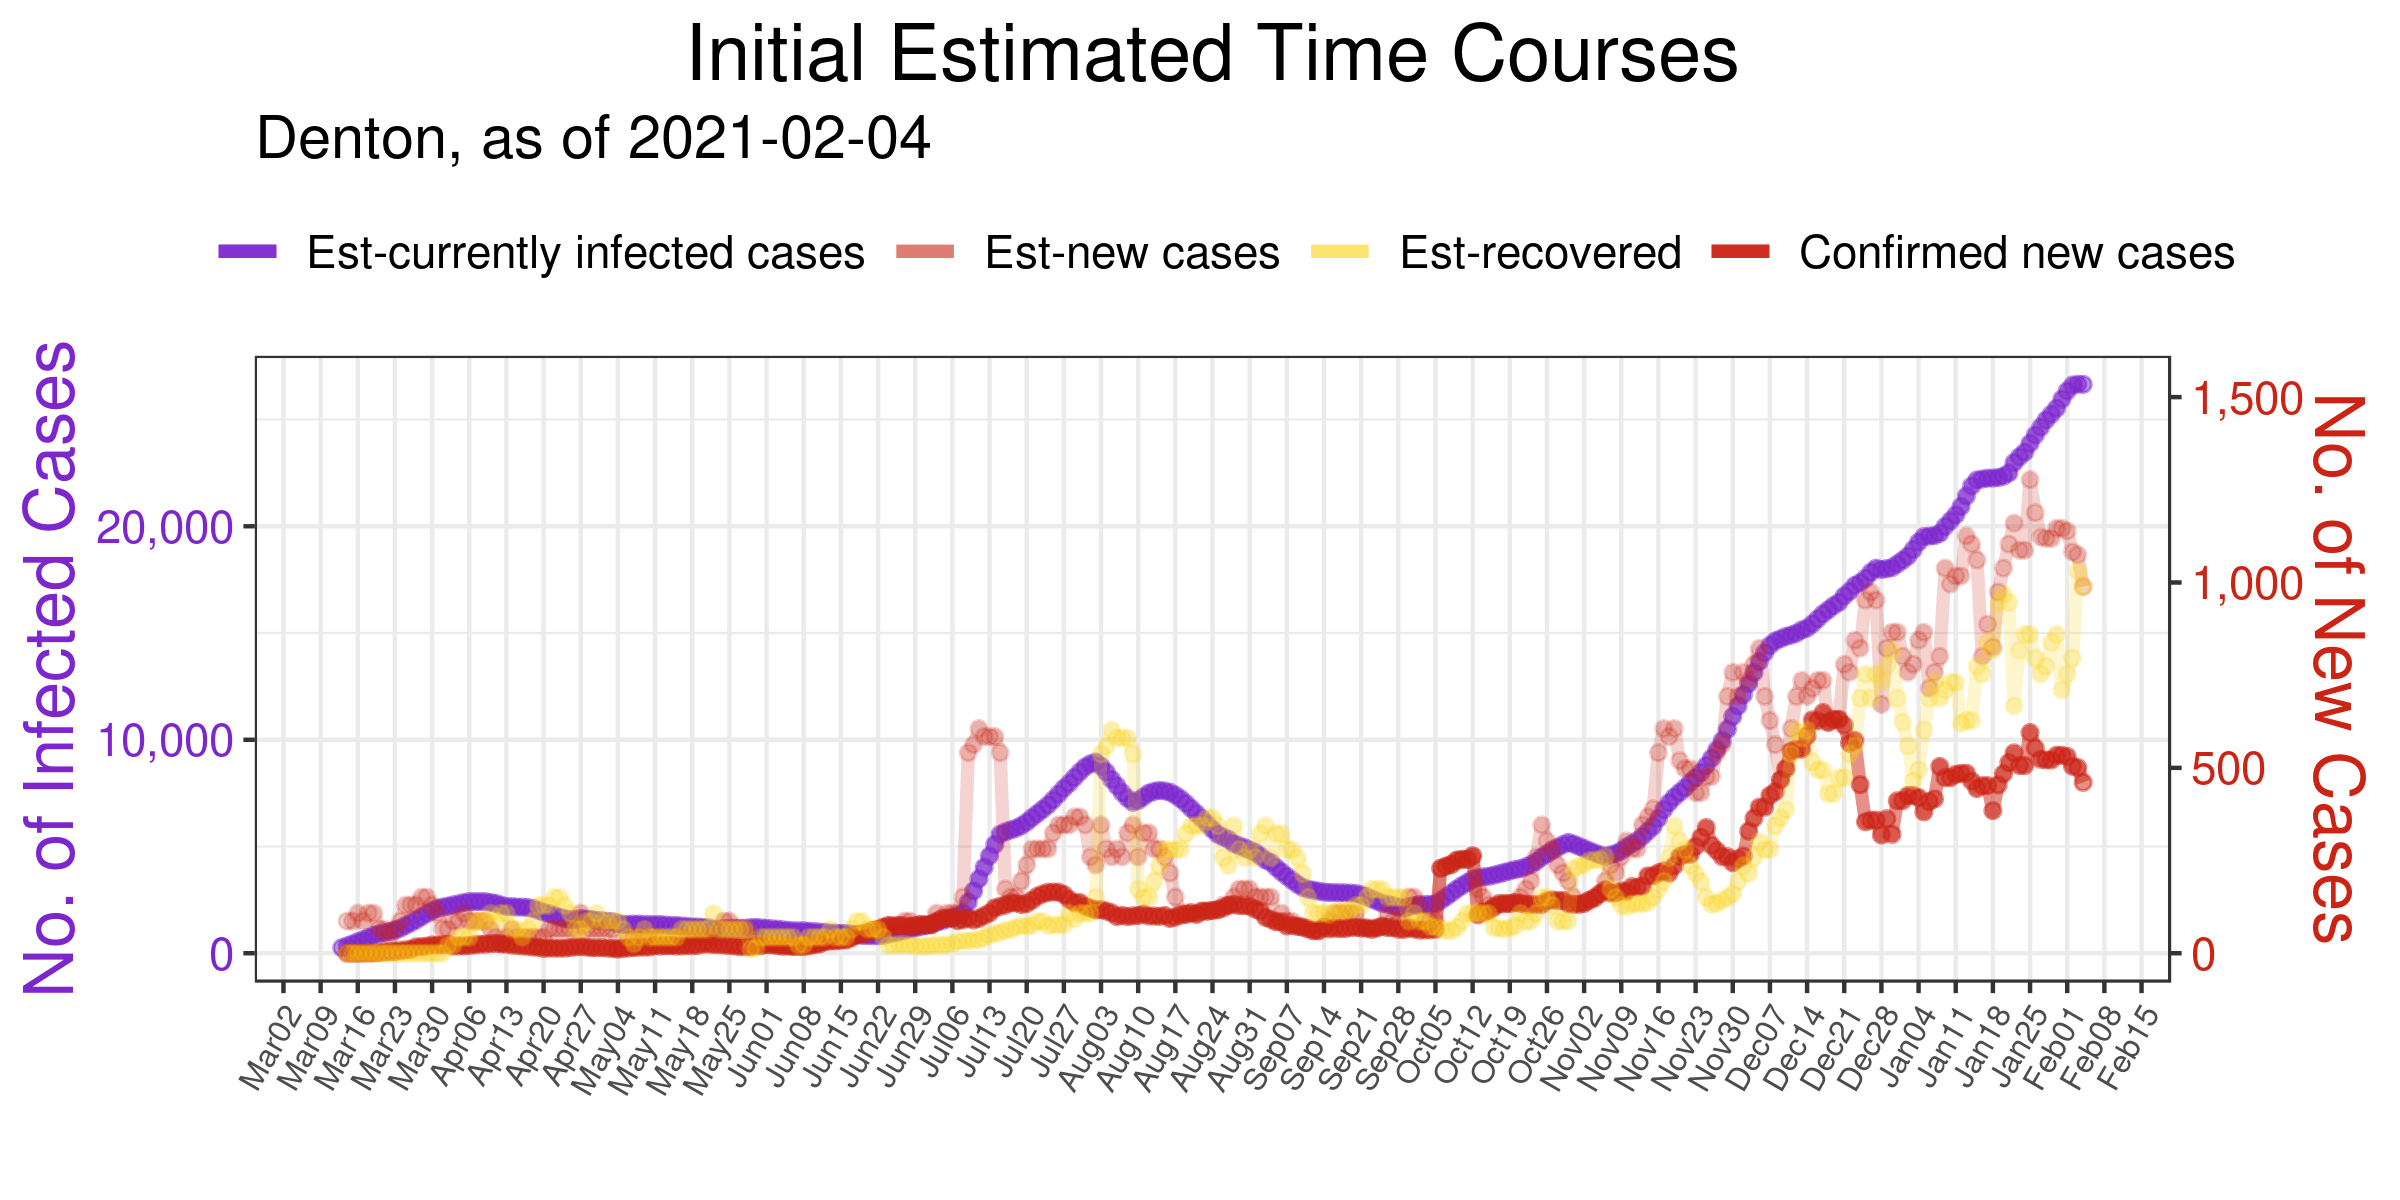 Initial Estimated Time Courses
Denton, as of 2021-02-04
Est-currently infected cases
Est-new cases
Est-recovered
Confirmed new cases
No. of Infected Cases
20,000
10,000
0
1,500
1,000
500
0
No. of New Cases
Mar02
Mar09
Mar16
Mar23
Mar30
Apr06
Apr13
Apr20
Apr27
May04
May11
May18
May25
Jun01
Jun08
Jun15
Jun22
Jun29
Jul06
Jul13
Jul20
Jul27
Aug03
Aug10
Aug17
Aug24
Aug31
Sep07
Sep14
Sep21
Sep28
Oct05
Oct12
Oct19
Oct26
Nov02
Nov09
Nov16
Nov23
Nov30
Dec07
Dec14
Dec21
Dec28
Jan04
Jan11
Jan18
Jan25
Feb01
Feb08
Feb15